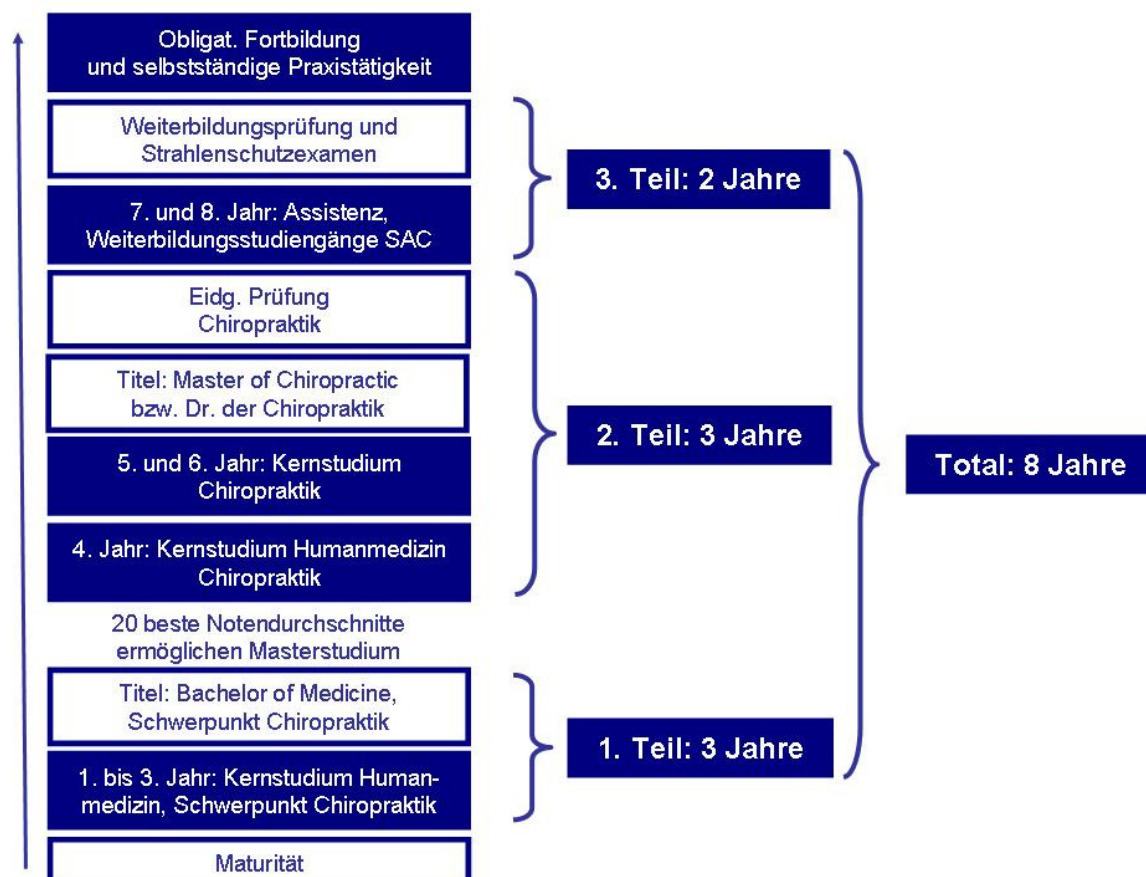 Obligat. Fortbildung
und selbstständige Praxistätigkeit
Weiterbildungsprüfung und
Strahlenschutzexamen
7. und 8. Jahr: Assistenz,
Weiterbildungsstudiengänge SAC
3. Teil: 2 Jahre
Eidg. Prüfung
Chiropraktik
Titel: Master of Chiropractic
bzw. Dr. der Chiropraktik
5. und 6. Jahr: Kernstudium
Chiropraktik
4. Jahr: Kernstudium Humanmedizin
Chiropraktik
2. Teil: 3 Jahre
Total: 8 Jahre
20 beste Notendurchschnitte
ermöglichen Masterstudium
Titel: Bachelor of Medicine,
Schwerpunkt Chiropraktik
1. bis 3. Jahr: Kernstudium Human-
medizin, Schwerpunkt Chiropraktik
1. Teil: 3 Jahre
Maturität